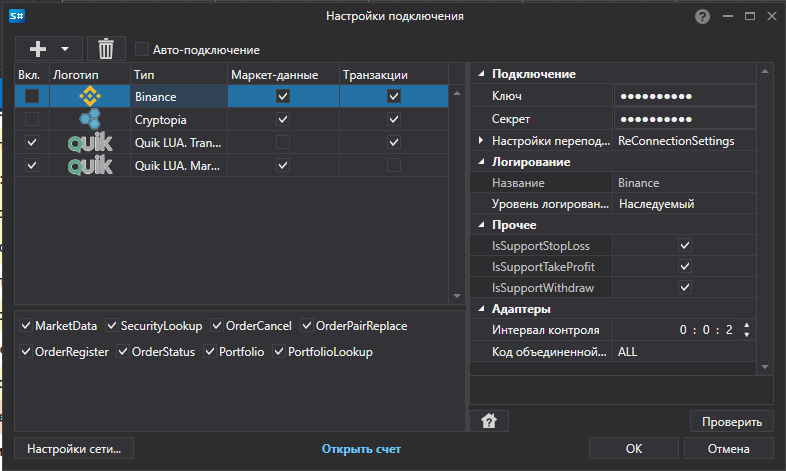 S#
Настройки подключения
?
Авто-подключение
Вкл. Логотип Тип Маркет-данные Транзакции
Binance
Cryptopia
quik Quik LUA. Tran...
quik Quik LUA. Mar...
MarketData SecurityLookup OrderCancel OrderPairReplace
OrderRegister OrderStatus Portfolio PortfolioLookup
Подключение
Ключ ●●●●●●●●●●
Секрет ●●●●●●●●●●
Настройки перепод... ReConnectionSettings
Логирование
Название Binance
Уровень логирован... Наследуемый
Прочее
IsSupportStopLoss
IsSupportTakeProfit
IsSupportWithdraw
Адаптеры
Интервал контроля 0 : 0 : 2
Код объединенной... ALL
Проверить
Настройки сети... Открыть счет OK Отмена